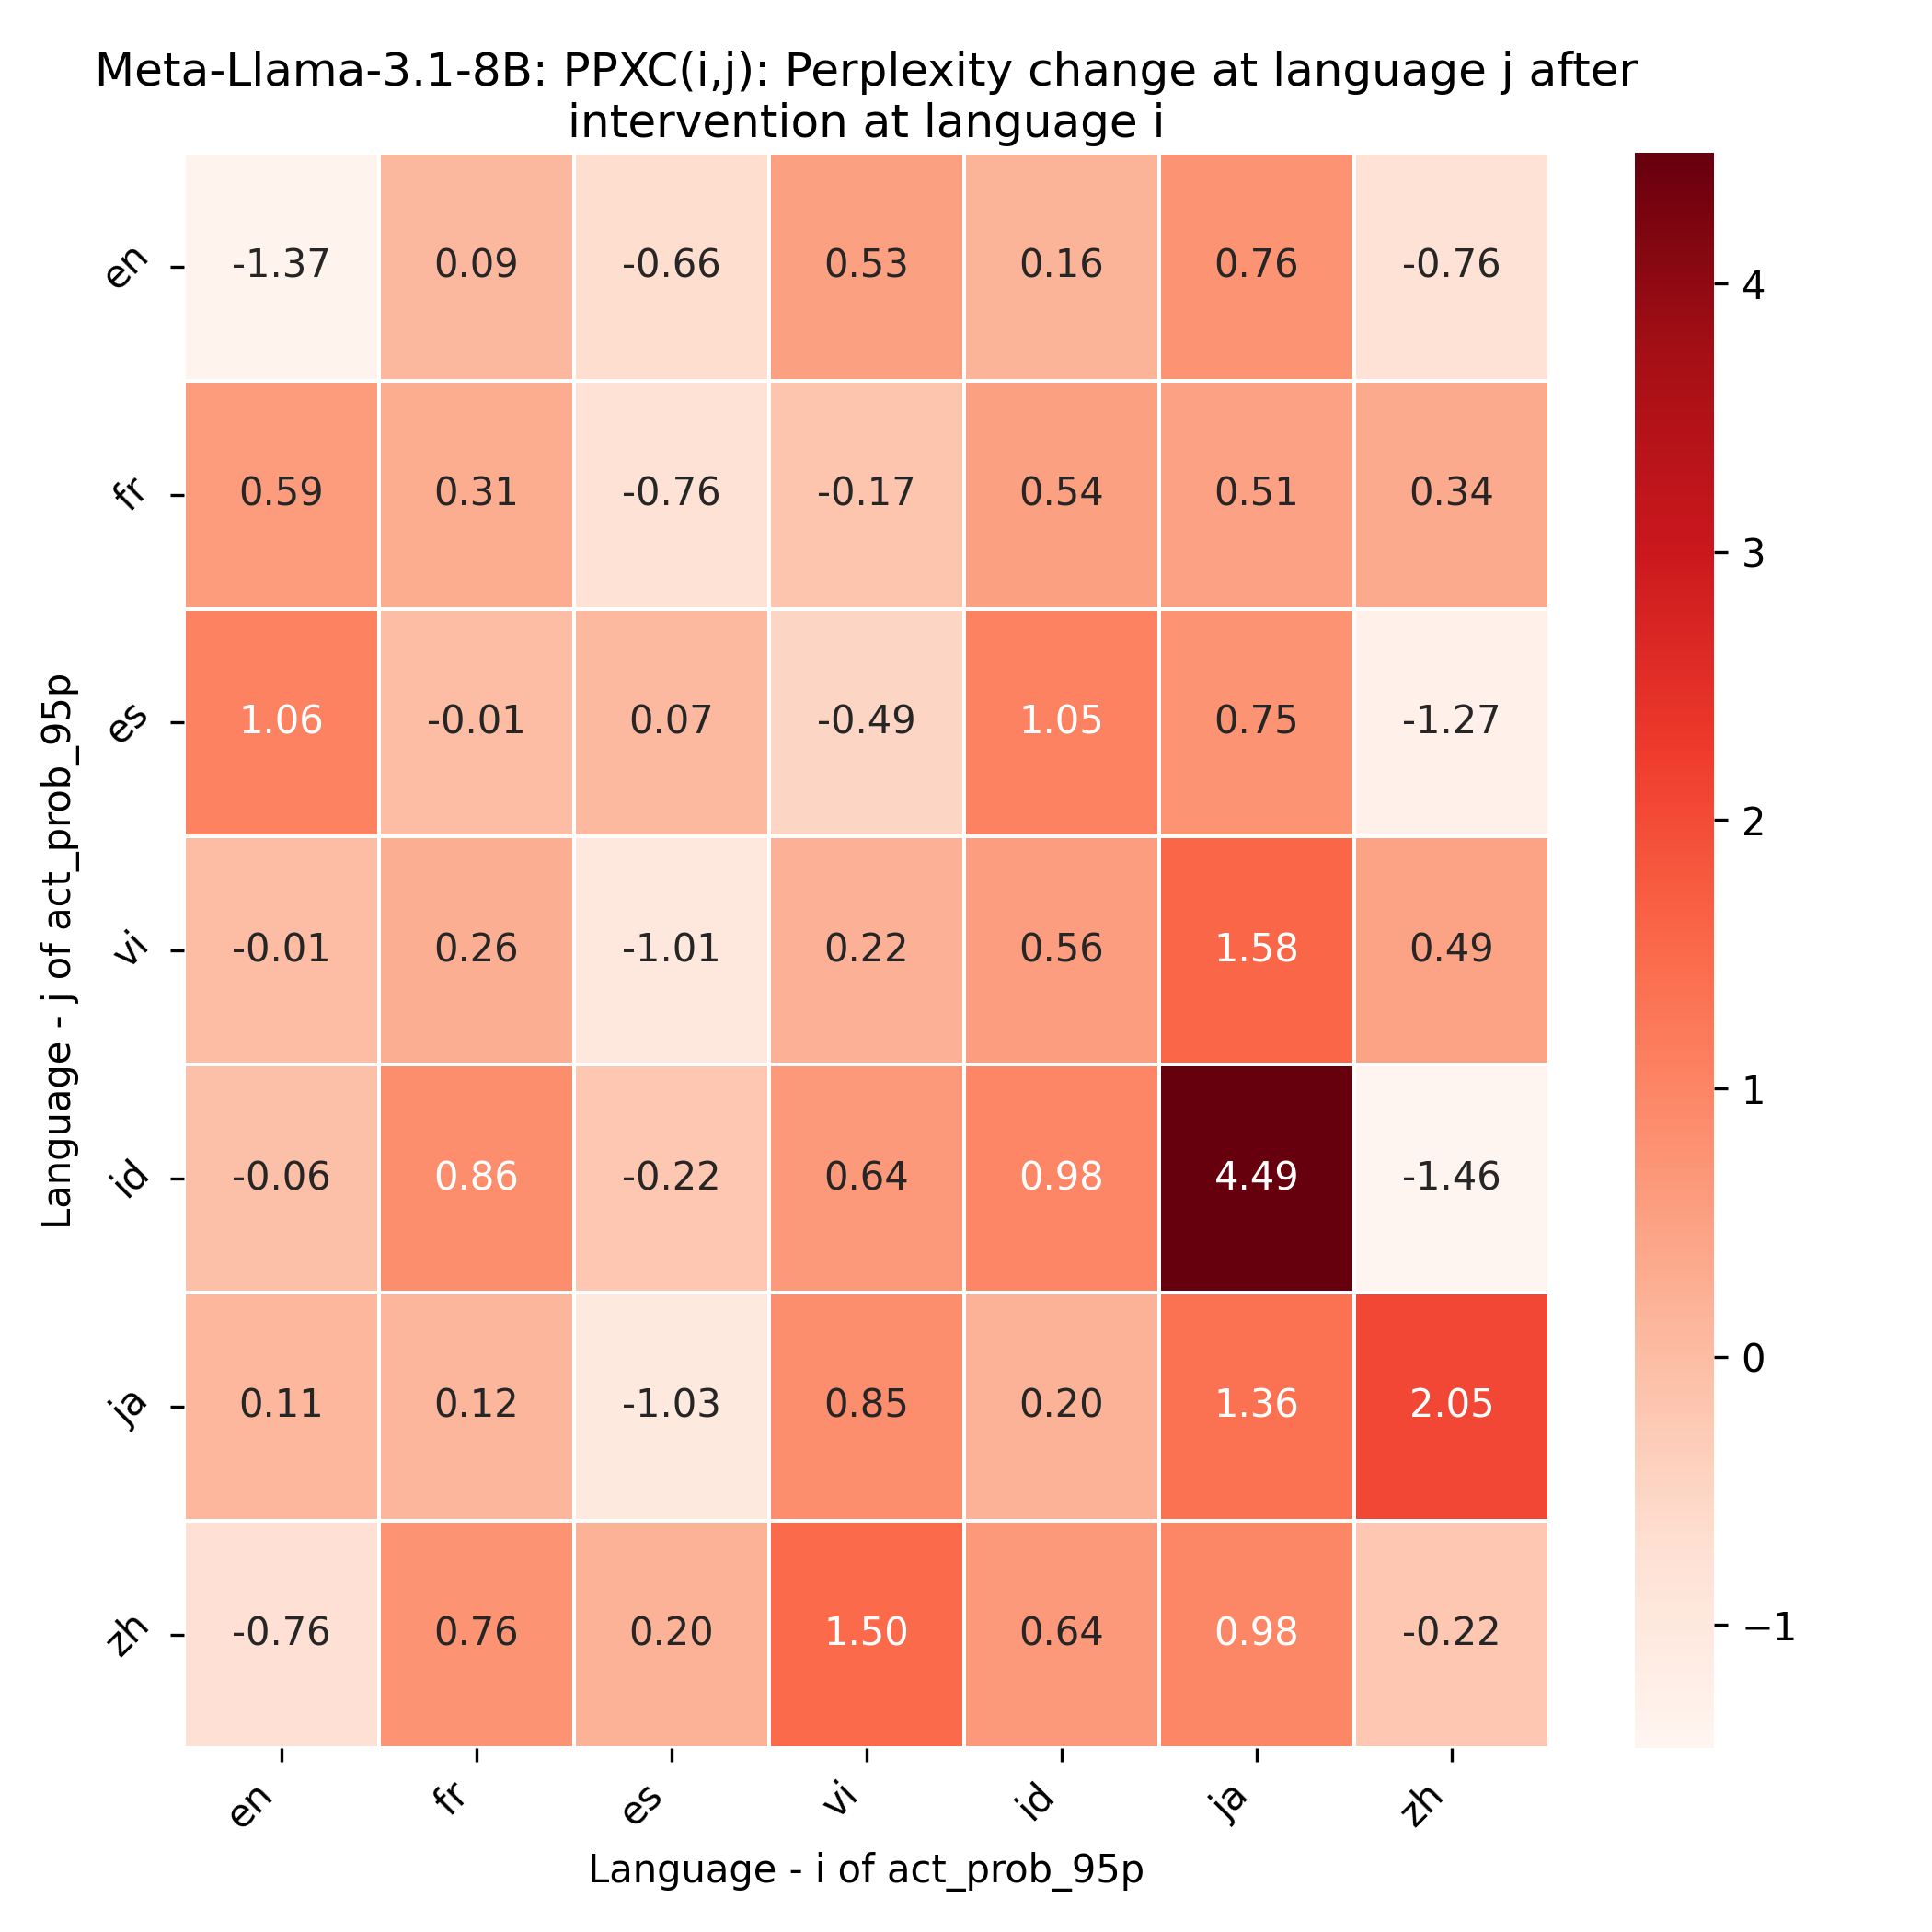 Meta-Llama-3.1-8B: PPXC(i,j): Perplexity change at language j after
intervention at language i
Language - j of act_prob_95p
en -1.37 0.09 -0.66 0.53 0.16 0.76 -0.76
fr 0.59 0.31 -0.76 -0.17 0.54 0.51 0.34
es 1.06 -0.01 0.07 -0.49 1.05 0.75 -1.27
vi -0.01 0.26 -1.01 0.22 0.56 1.58 0.49
id -0.06 0.86 -0.22 0.64 0.98 4.49 -1.46
ja 0.11 0.12 -1.03 0.85 0.20 1.36 2.05
zh -0.76 0.76 0.20 1.50 0.64 0.98 -0.22
en fr es vi id ja zh
Language - i of act_prob_95p
4
3
2
1
0
−1